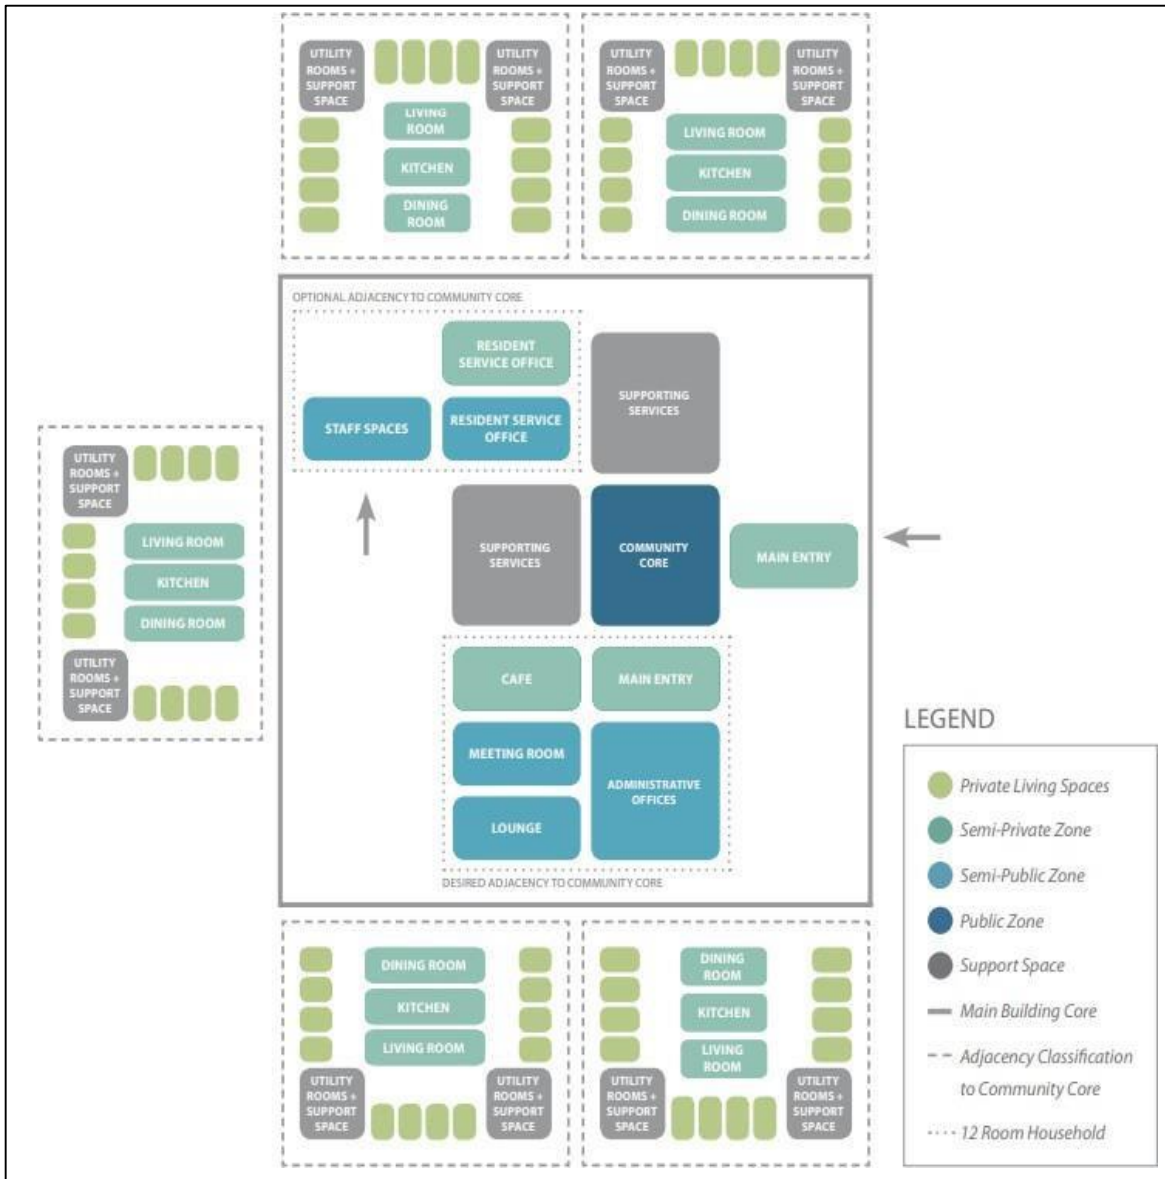 UTILITY
ROOMS +
SUPPORT
SPACE
UTILITY
ROOMS +
SUPPORT
SPACE
LIVING
ROOM
KITCHEN
DINING
ROOM
UTILITY
ROOMS +
SUPPORT
SPACE
UTILITY
ROOMS +
SUPPORT
SPACE
LIVING ROOM
KITCHEN
DINING ROOM
OPTIONAL ADJACENCY TO COMMUNITY CORE
RESIDENT
SERVICE OFFICE
STAFF SPACES
RESIDENT SERVICE
OFFICE
SUPPORTING
SERVICES
UTILITY
ROOMS +
SUPPORT
SPACE
LIVING ROOM
KITCHEN
DINING ROOM
UTILITY
ROOMS +
SUPPORT
SPACE
SUPPORTING
SERVICES
COMMUNITY
CORE
MAIN ENTRY
CAFE
MAIN ENTRY
MEETING ROOM
LOUNGE
ADMINISTRATIVE
OFFICES
DESIRED ADJACENCY TO COMMUNITY CORE
DINING ROOM
KITCHEN
LIVING ROOM
UTILITY
ROOMS +
SUPPORT
SPACE
UTILITY
ROOMS +
SUPPORT
SPACE
DINING
ROOM
KITCHEN
LIVING
ROOM
UTILITY
ROOMS +
SUPPORT
SPACE
UTILITY
ROOMS +
SUPPORT
SPACE
LEGEND
Private Living Spaces
Semi-Private Zone
Semi-Public Zone
Public Zone
Support Space
Main Building Core
Adjacency Classification
to Community Core
12 Room Household